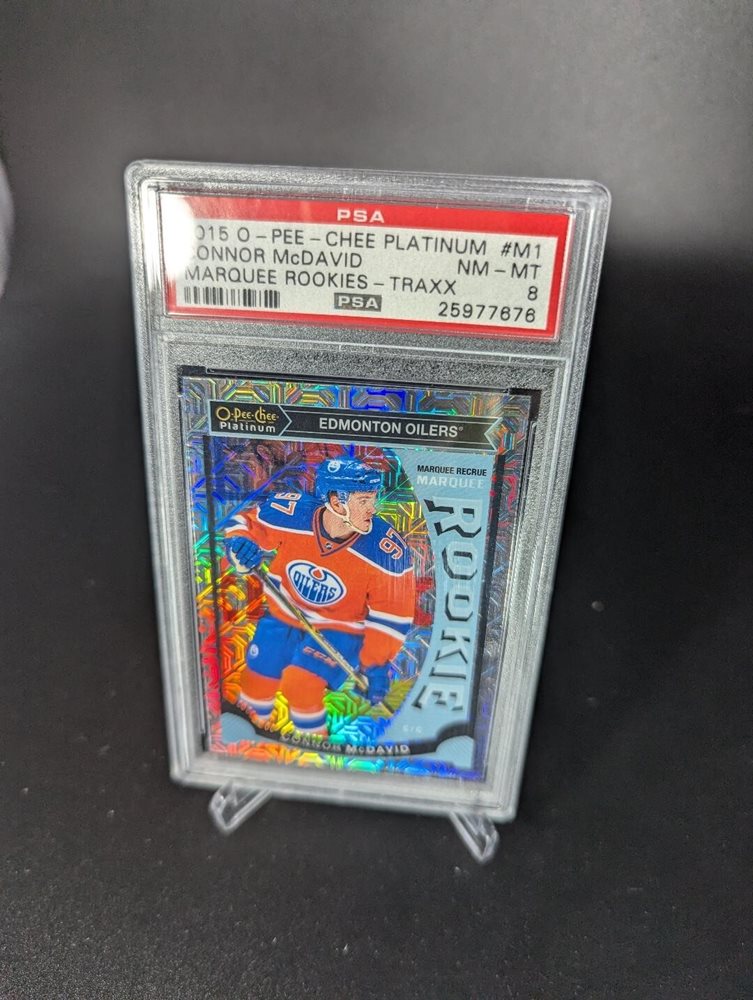 PSA
2015 O-PEE-CHEE PLATINUM #M1
CONNOR McDAVID NM-MT
MARQUEE ROOKIES-TRAXX 8
PSA 25977676
O-Pee-Chee
Platinum
EDMONTON OILERS
MARQUEE RECRUE
MARQUEE
ROOKIE
97
97
OILERS
CCM
CONNOR McDAVID